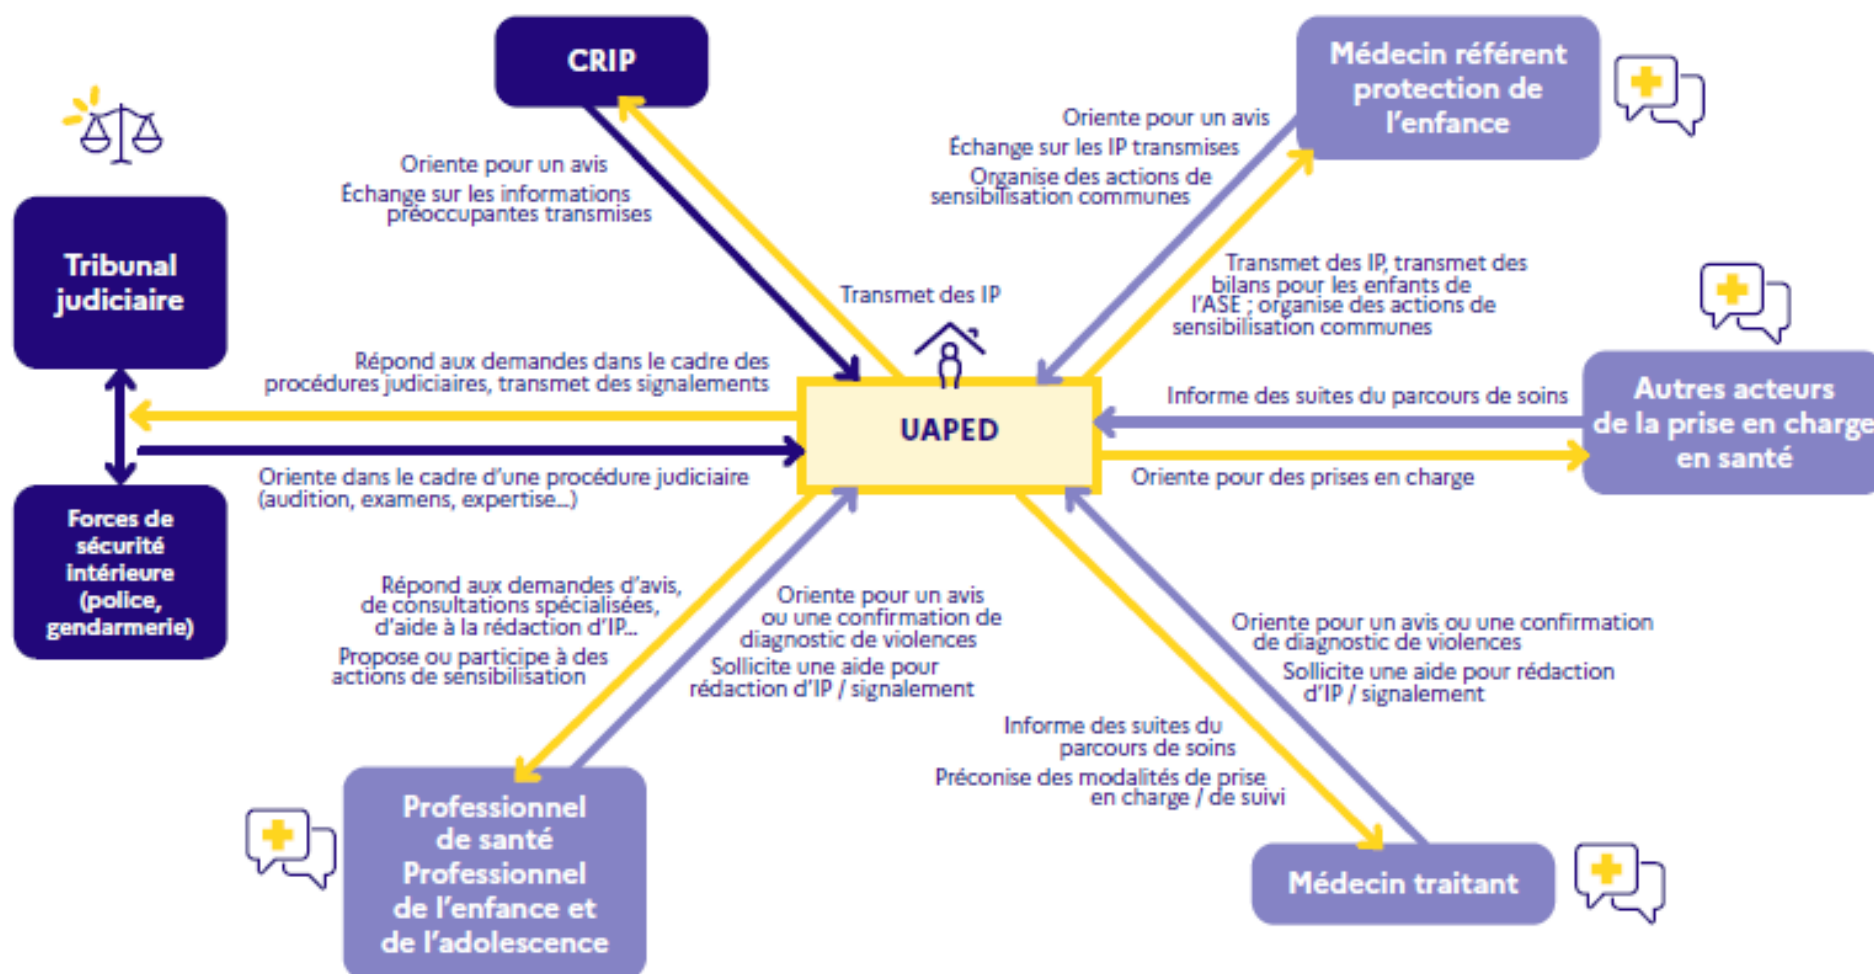 CRIP
Médecin référent
protection de
l'enfance
Oriente pour un avis
Échange sur les informations
préoccupantes transmises
Oriente pour un avis
Échange sur les IP transmises
Organise des actions de
sensibilisation communes
Tribunal
judiciaire
Transmet des IP
Transmet des IP, transmet des
bilans pour les enfants de
l'ASE ; organise des actions de
sensibilisation communes
Répond aux demandes dans le cadre des
procédures judiciaires, transmet des signalements
UAPED
Informe des suites du parcours de soins
Autres acteurs
de la prise en charge
en santé
Oriente dans le cadre d'une procédure judiciaire
(audition, examens, expertise...)
Oriente pour des prises en charge
Forces de
sécurité
intérieure
(police,
gendarmerie)
Répond aux demandes d'avis,
de consultations spécialisées,
d'aide à la rédaction d'IP...
Propose ou participe à des
actions de sensibilisation
Oriente pour un avis
ou une confirmation de
diagnostic de violences
Sollicite une aide pour
rédaction d'IP / signalement
Oriente pour un avis ou une confirmation
de diagnostic de violences
Sollicite une aide pour rédaction
d'IP / signalement
Informe des suites du
parcours de soins
Préconise des modalités de prise
en charge / de suivi
Professionnel
de santé
Professionnel
de l'enfance et
de l'adolescence
Médecin traitant